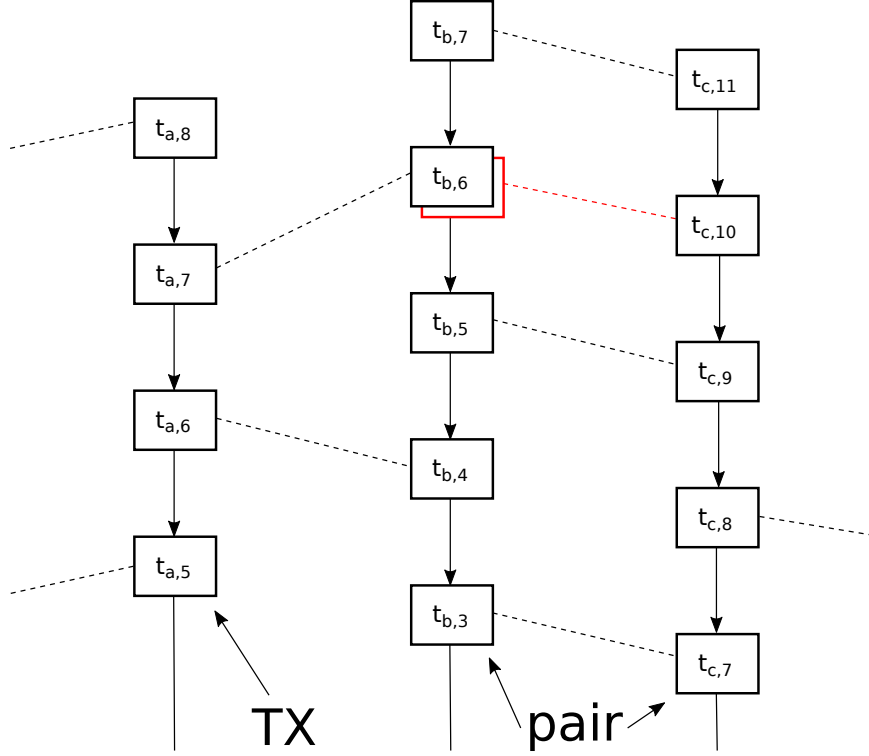 t_b,7
t_c,11
t_a,8
t_b,6
t_c,10
t_a,7
t_b,5
t_c,9
t_a,6
t_b,4
t_c,8
t_a,5
t_b,3
t_c,7
TX
pair